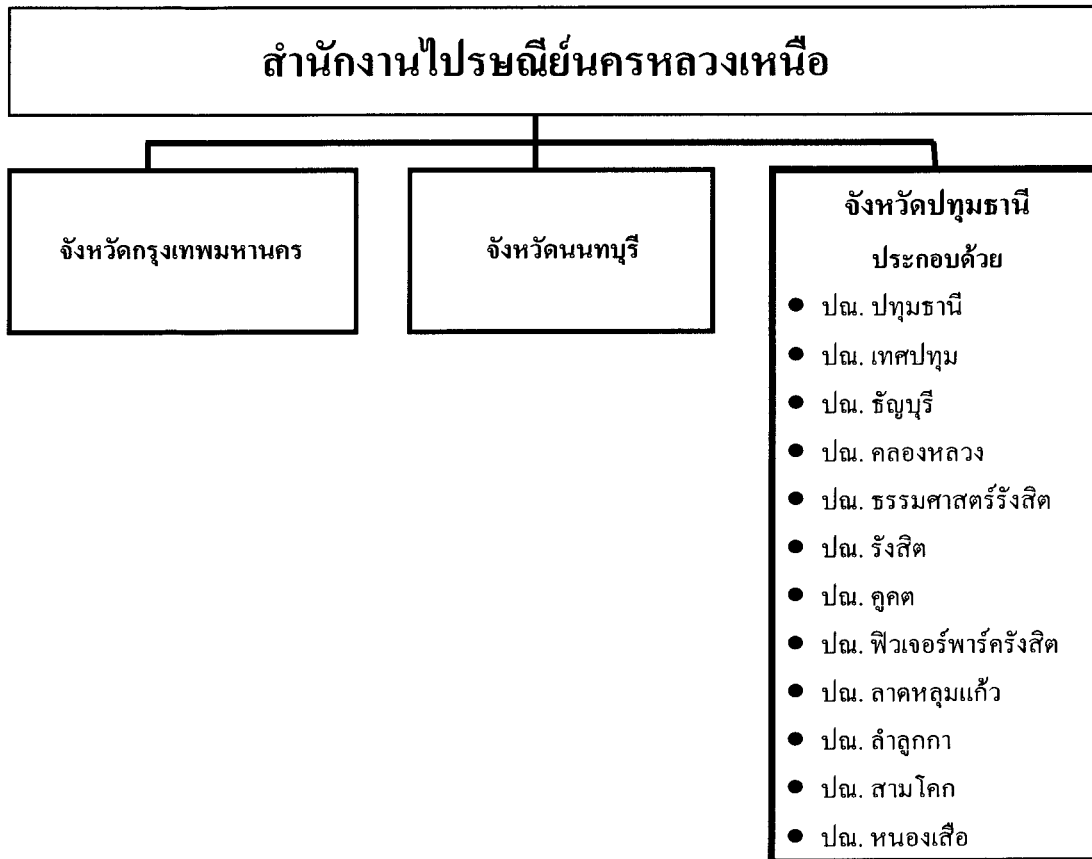 สำนักงานไปรษณีย์นครหลวงเหนือ
จังหวัดกรุงเทพมหานคร
จังหวัดนนทบุรี
จังหวัดปทุมธานี
ประกอบด้วย
● ปณ. ปทุมธานี
● ปณ. เทศปทุม
● ปณ. ธัญบุรี
● ปณ. คลองหลวง
● ปณ. ธรรมศาสตร์รังสิต
● ปณ. รังสิต
● ปณ. คูคต
● ปณ. ฟิวเจอร์พาร์ครังสิต
● ปณ. ลาดหลุมแก้ว
● ปณ. ลำลูกกา
● ปณ. สามโคก
● ปณ. หนองเสือ